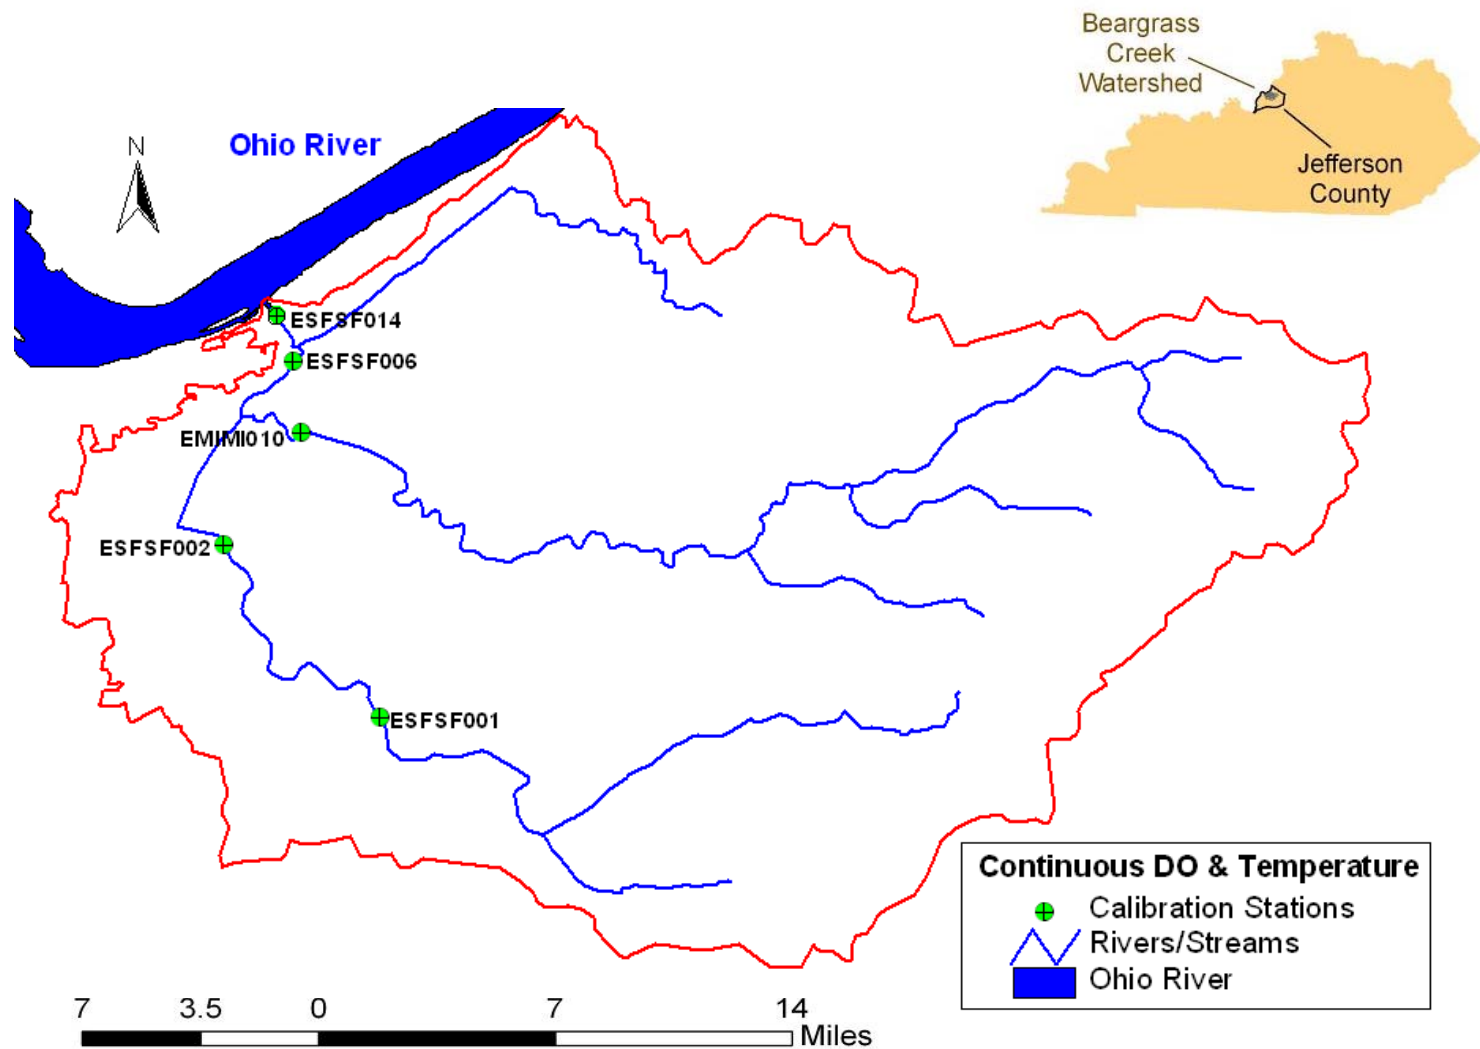 Beargrass
Creek
Watershed
Jefferson
County
N
Ohio River
ESFSF014
ESFSF006
EMIMI010
ESFSF002
ESFSF001
Continuous DO & Temperature
Calibration Stations
Rivers/Streams
Ohio River
7 3.5 0 7 14
Miles